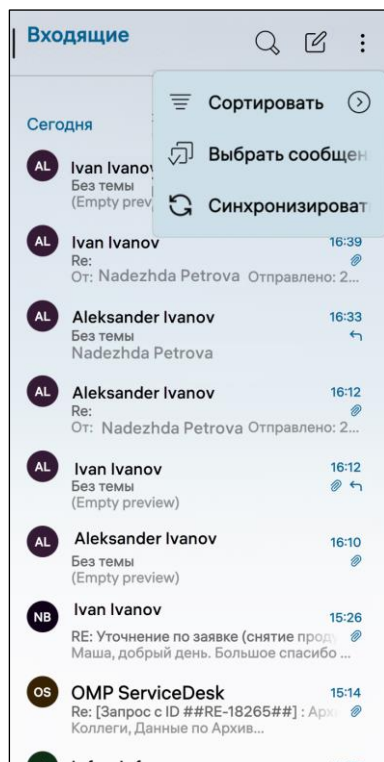 Входящие
Сортировать
Сегодня
Выбрать сообщен
AL
Ivan Ivanov
Без темы
(Empty prev
Синхронизироват
AL
Ivan Ivanov
16:39
Re:
От: Nadezhda Petrova Отправлено: 2...
AL
Aleksander Ivanov
16:33
Без темы
Nadezhda Petrova
AL
Aleksander Ivanov
16:12
Re:
От: Nadezhda Petrova Отправлено: 2...
AL
Ivan Ivanov
16:12
Без темы
(Empty preview)
AL
Aleksander Ivanov
16:10
Без темы
(Empty preview)
NB
Ivan Ivanov
15:26
RE: Уточнение по заявке (снятие прод
Маша, добрый день. Большое спасибо ...
OS
OMP ServiceDesk
15:14
Re: [Запрос с ID ##RE-18265##] : Арх
Коллеги, Данные по Архив...